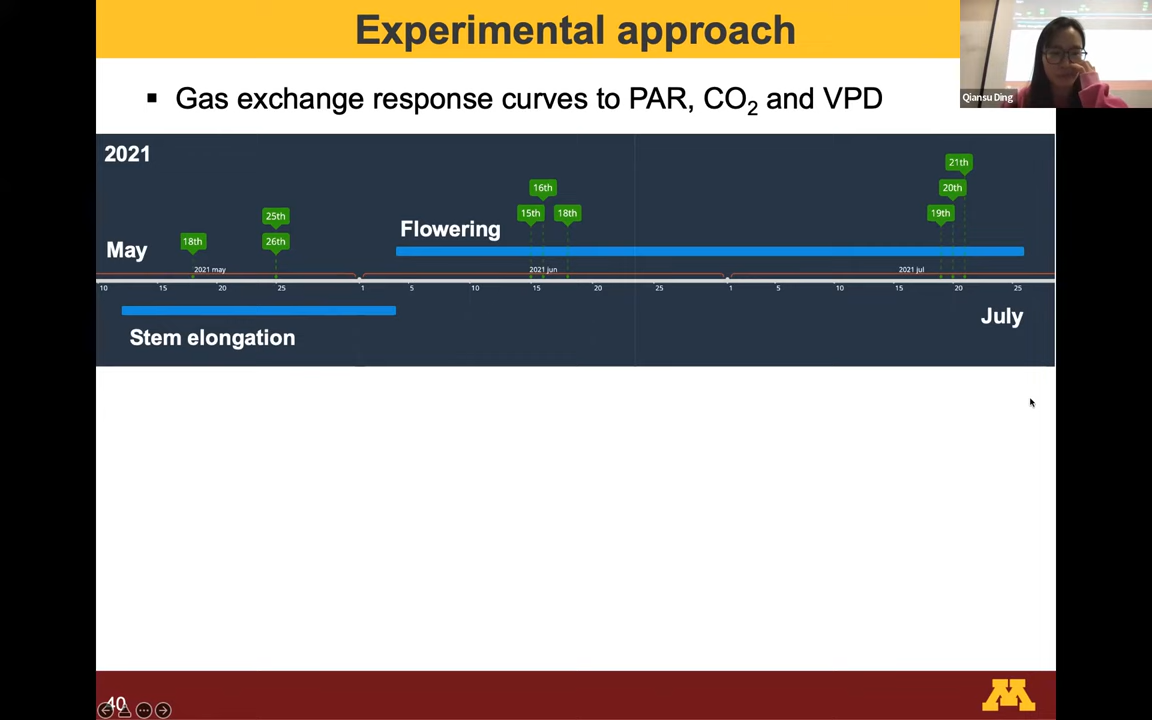 Experimental approach
Qiansu Ding
▪ Gas exchange response curves to PAR, CO2 and VPD
2021
21th
16th
20th
25th
15th
18th
19th
Flowering
18th
26th
May
2021 may
2021 jun
2021 jul
10 15 20 25 1 5 10 15 20 25 1 5 10 15 20 25
July
Stem elongation
40
M